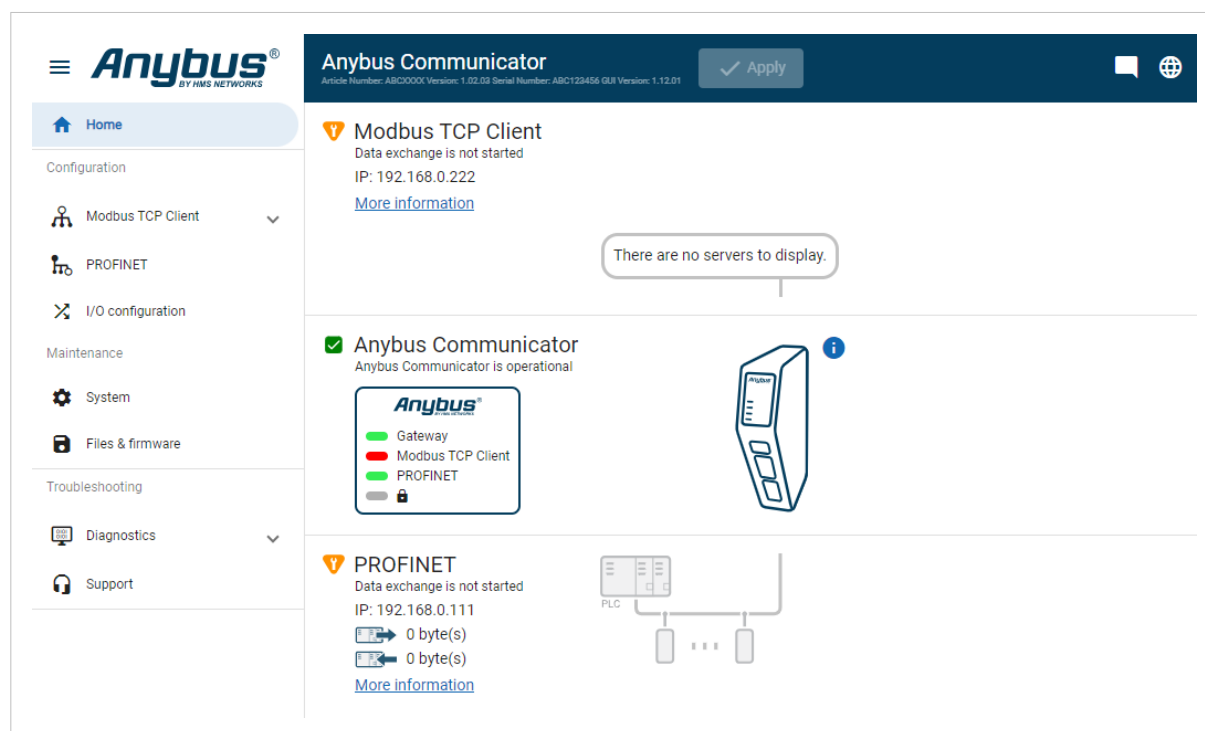 Anybus®
BY HMS NETWORKS
Home
Configuration
Modbus TCP Client
PROFINET
I/O configuration
Maintenance
System
Files & firmware
Troubleshooting
Diagnostics
Support
Anybus Communicator
Article Number: ABCXXXX Version: 1.02.03 Serial Number: ABC123456 GUI Version: 1.12.01
Apply
Modbus TCP Client
Data exchange is not started
IP: 192.168.0.222
More information
There are no servers to display.
Anybus Communicator
Anybus Communicator is operational
Anybus®
BY HMS NETWORKS
Gateway
Modbus TCP Client
PROFINET
Anybus
PROFINET
Data exchange is not started
IP: 192.168.0.111
0 byte(s)
0 byte(s)
More information
PLC